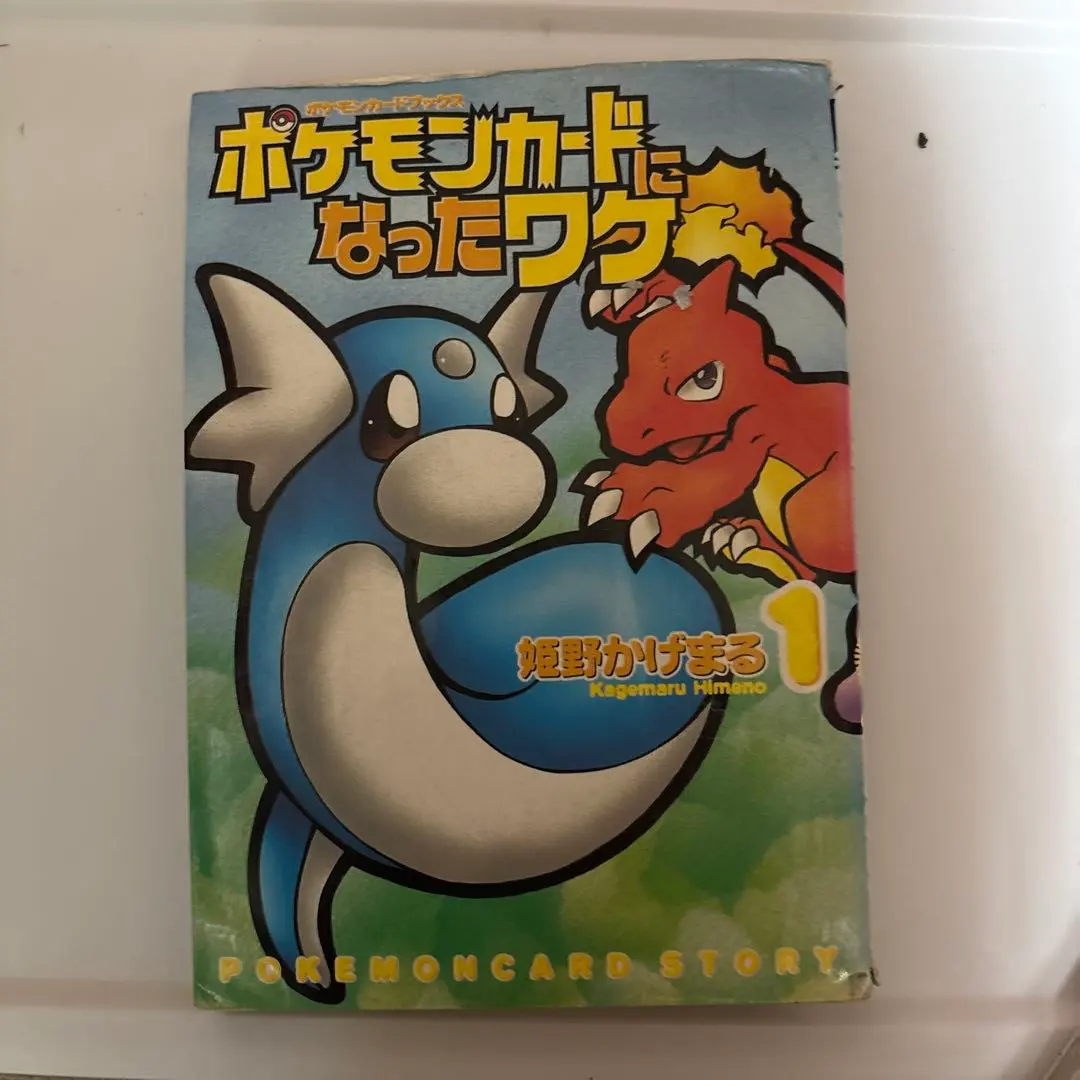 ポケモンカードブックス
ポケモンカードに
なったワケ
姫野かげまる
Kagemaru Himeno
1
POKEMONCARD STORY